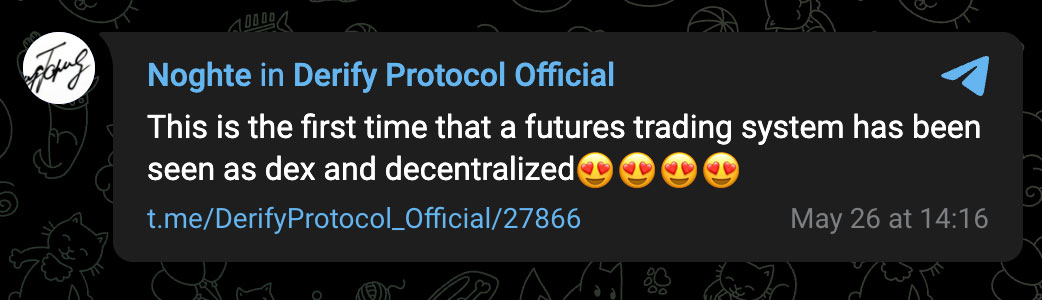 Noghte in Derify Protocol Official
This is the first time that a futures trading system has been
seen as dex and decentralized😍😍😍😍
t.me/DerifyProtocol_Official/27866
May 26 at 14:16